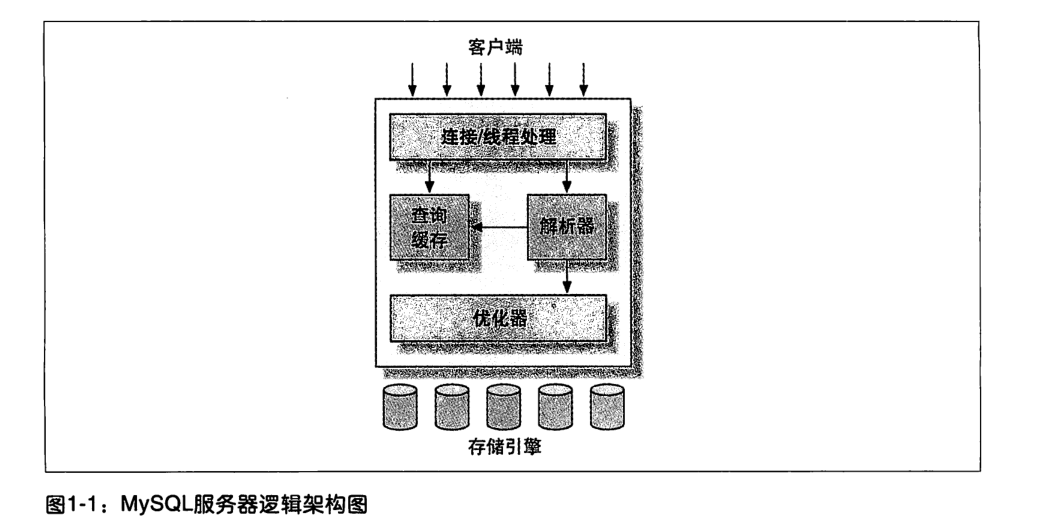 客户端
连接/线程处理
查询
缓存
解析器
优化器
存储引擎
图1-1：MySQL服务器逻辑架构图